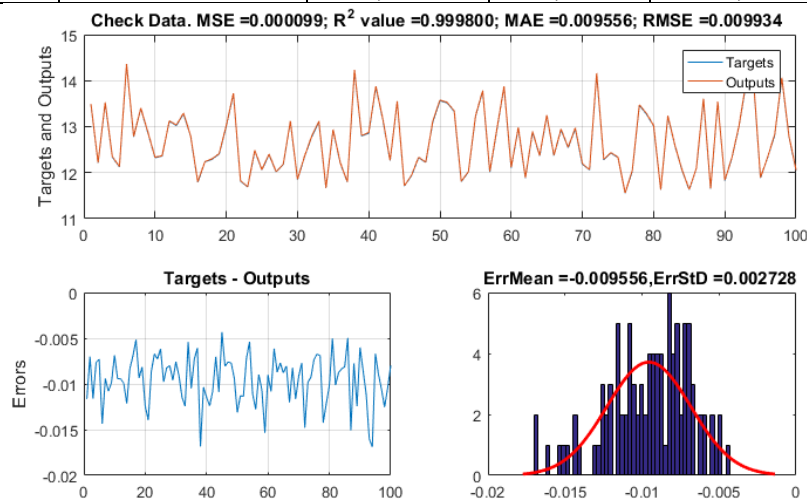 Check Data. MSE =0.000099; R² value =0.999800; MAE =0.009556; RMSE =0.009934
Targets and Outputs
15
14
13
12
11
Targets
Outputs
0 10 20 30 40 50 60 70 80 90 100
Targets - Outputs
Errors
0
-0.005
-0.01
-0.015
-0.02
0 20 40 60 80 100
ErrMean =-0.009556,ErrStD =0.002728
6
4
2
0
-0.02 -0.015 -0.01 -0.005 0